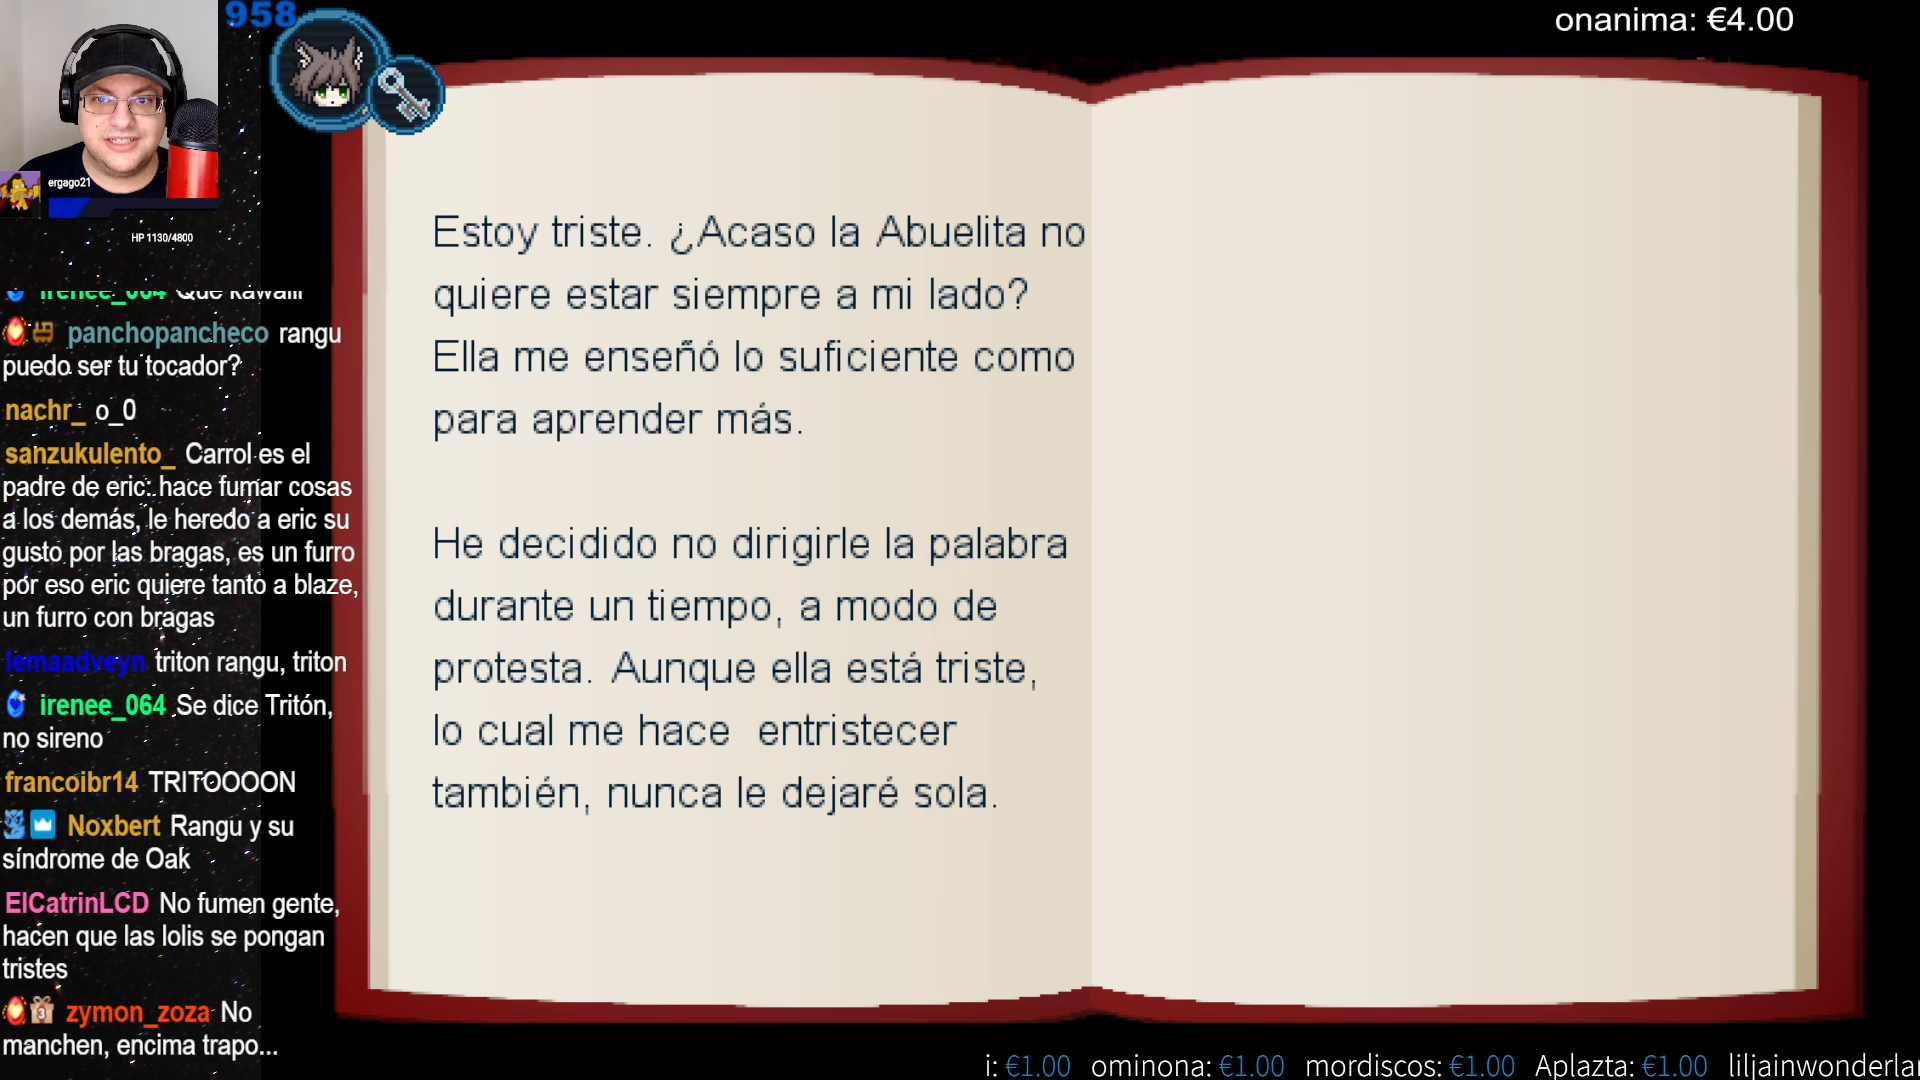 958
onanima: €4.00
ergago21
HP 1130/4800
irenee_064 Que kawaiii
panchopancheco rangu
puedo ser tu tocador?
nachr_ o_0
sanzukulento_ Carrol es el
padre de eric: hace fumar cosas
a los demás, le heredo a eric su
gusto por las bragas, es un furro
por eso eric quiere tanto a blaze,
un furro con bragas
lemaadveyn triton rangu, triton
irenee_064 Se dice Tritón,
no sireno
francoibr14 TRITOOOON
Noxbert Rangu y su
síndrome de Oak
ElCatrinLCD No fumen gente,
hacen que las lolis se pongan
tristes
zymon_zoza No
manchen, encima trapo...
Estoy triste. ¿Acaso la Abuelita no
quiere estar siempre a mi lado?
Ella me enseñó lo suficiente como
para aprender más.
He decidido no dirigirle la palabra
durante un tiempo, a modo de
protesta. Aunque ella está triste,
lo cual me hace  entristecer
también, nunca le dejaré sola.
i: €1.00 ominona: €1.00 mordiscos: €1.00 Aplazta: €1.00 liljainwonderlan